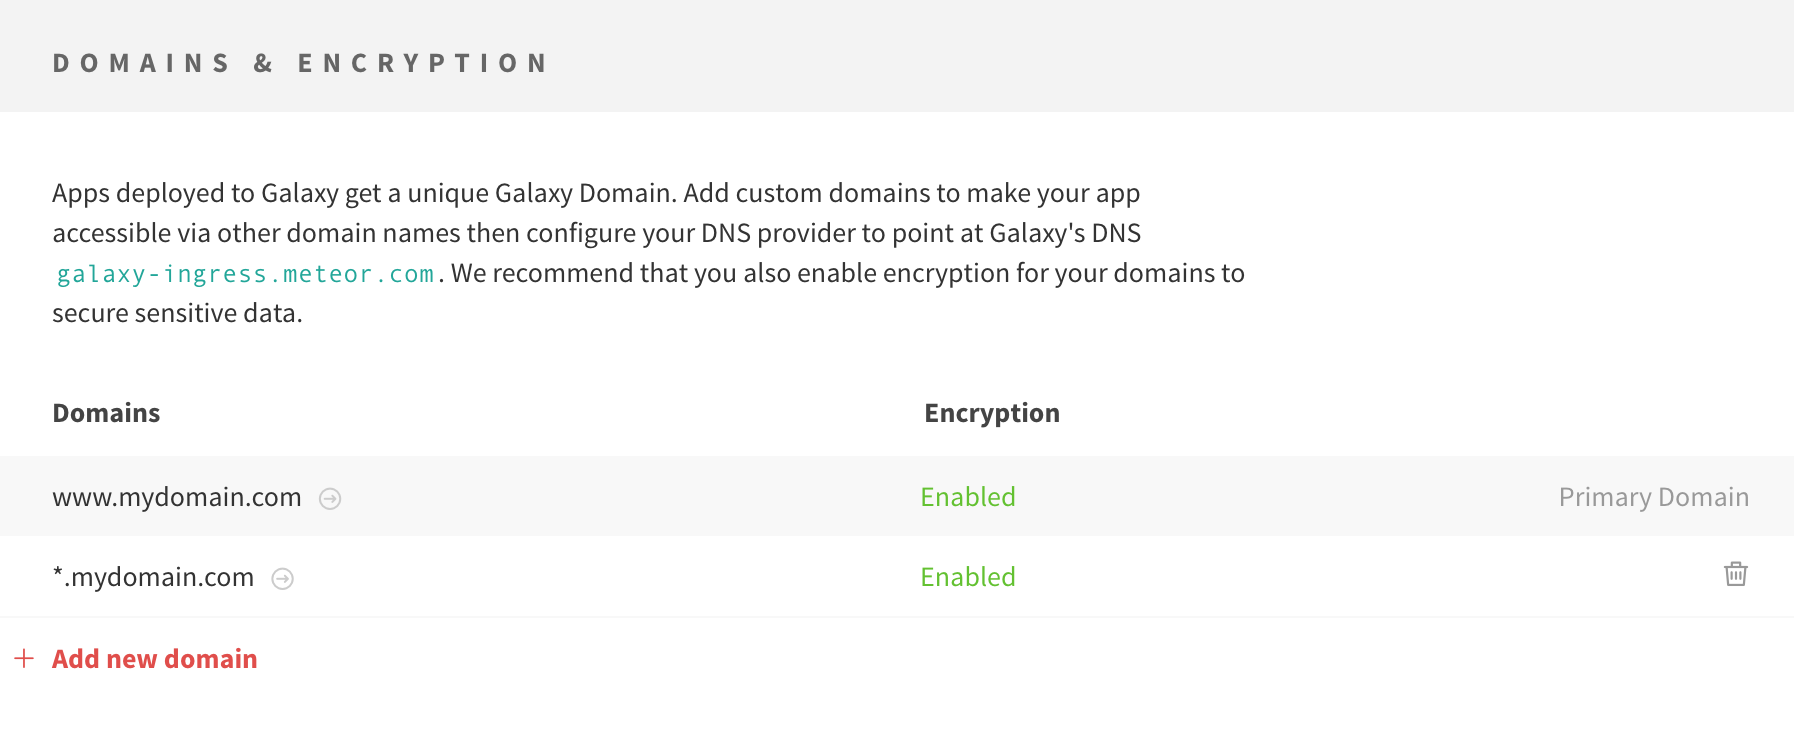 DOMAINS & ENCRYPTION
Apps deployed to Galaxy get a unique Galaxy Domain. Add custom domains to make your app
accessible via other domain names then configure your DNS provider to point at Galaxy's DNS
galaxy-ingress.meteor.com. We recommend that you also enable encryption for your domains to
secure sensitive data.
Domains Encryption
www.mydomain.com Enabled Primary Domain
*.mydomain.com Enabled
+ Add new domain